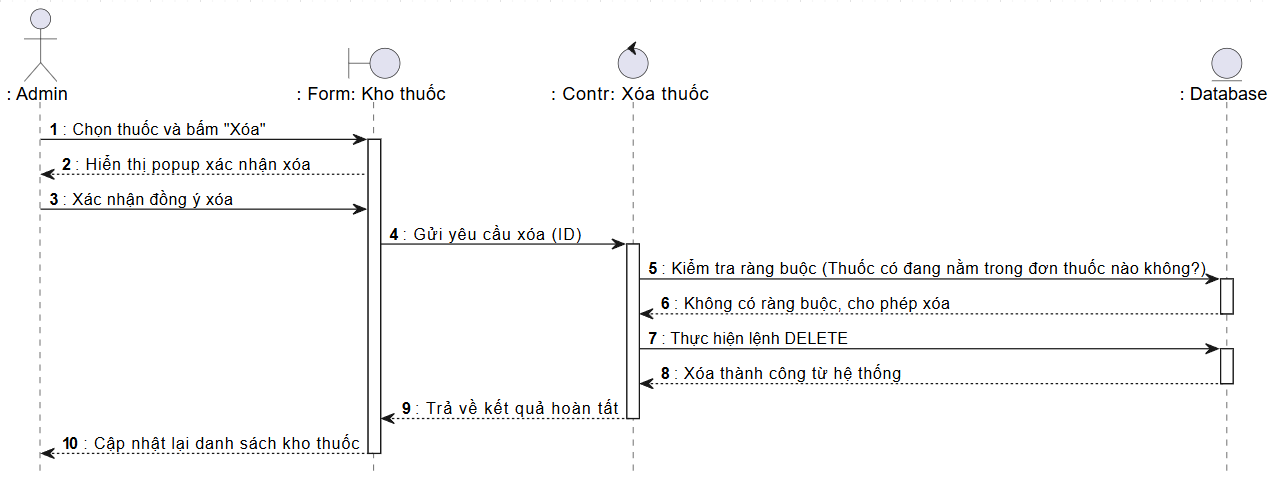 : Admin
: Form: Kho thuốc
: Contr: Xóa thuốc
: Database
1 : Chọn thuốc và bấm "Xóa"
2 : Hiển thị popup xác nhận xóa
3 : Xác nhận đồng ý xóa
4 : Gửi yêu cầu xóa (ID)
5 : Kiểm tra ràng buộc (Thuốc có đang nằm trong đơn thuốc nào không?)
6 : Không có ràng buộc, cho phép xóa
7 : Thực hiện lệnh DELETE
8 : Xóa thành công từ hệ thống
9 : Trả về kết quả hoàn tất
10 : Cập nhật lại danh sách kho thuốc